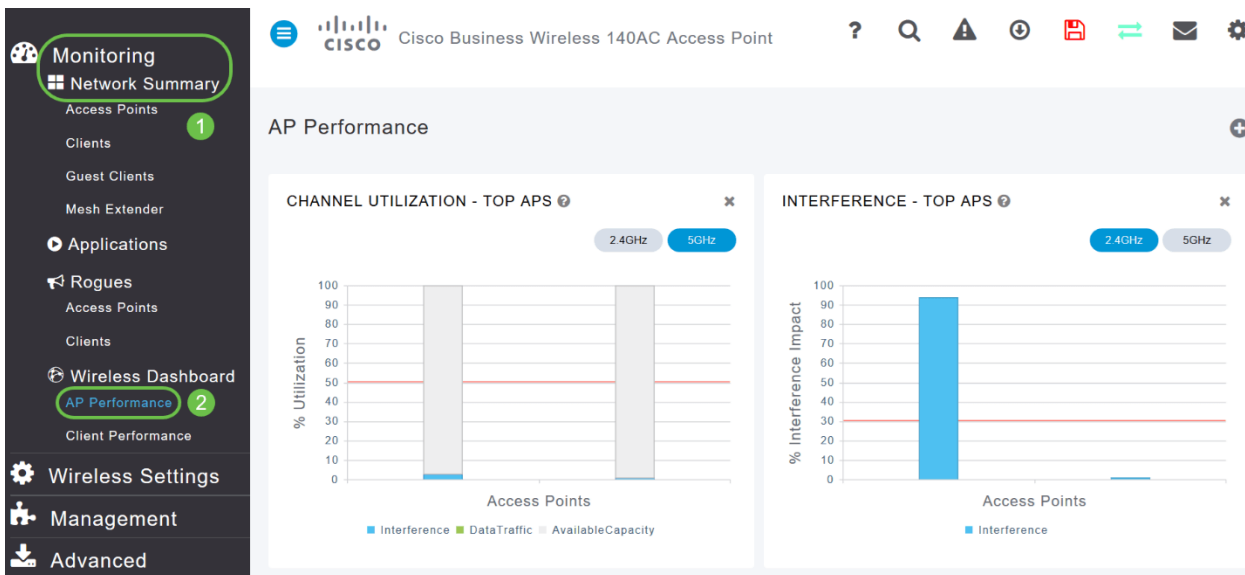 Monitoring
Network Summary
Access Points
1
Clients
Guest Clients
Mesh Extender
Applications
Rogues
Access Points
Clients
Wireless Dashboard
AP Performance
2
Client Performance
Wireless Settings
Management
Advanced
CISCO
Cisco Business Wireless 140AC Access Point
?
AP Performance
CHANNEL UTILIZATION - TOP APS
2.4GHz 5GHz
% Utilization
100
90
80
70
60
50
40
30
20
10
0
Access Points
Interference DataTraffic AvailableCapacity
INTERFERENCE - TOP APS
2.4GHz 5GHz
% Interference Impact
100
90
80
70
60
50
40
30
20
10
0
Access Points
Interference